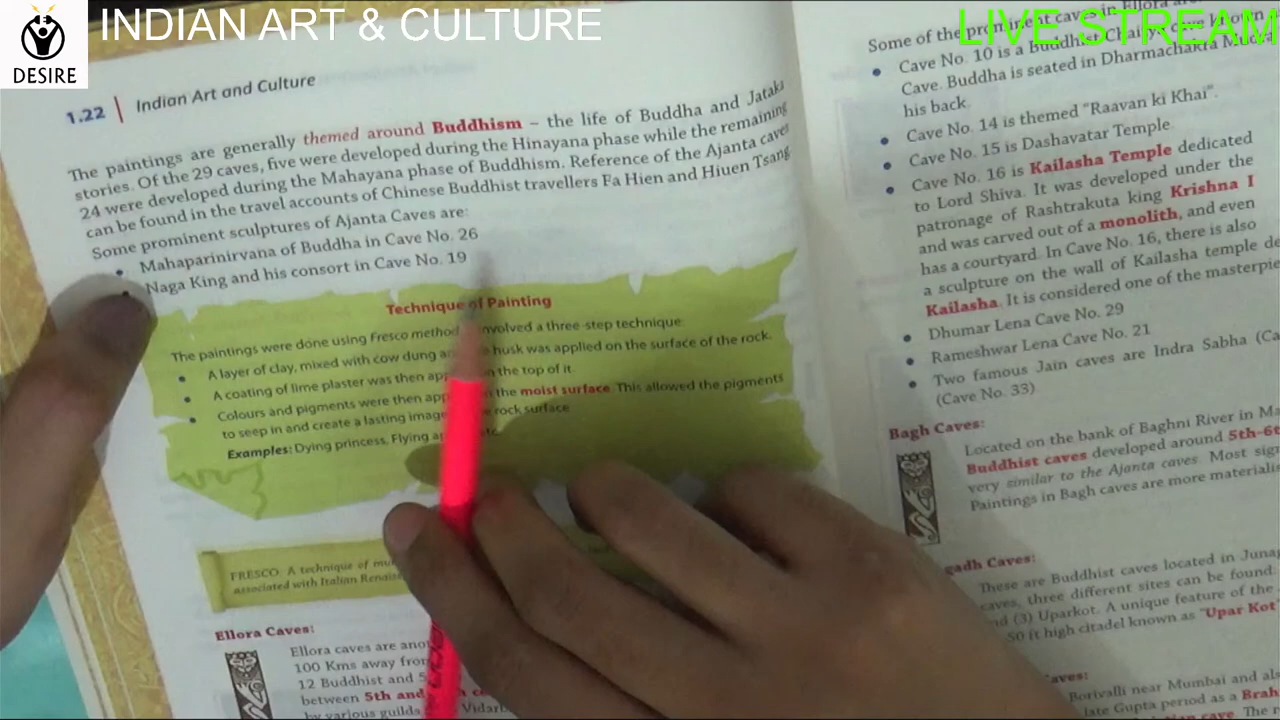 INDIAN ART & CULTURE
LIVE STREAM
DESIRE
1.22 | Indian Art and Culture
The paintings are generally themed around Buddhism – the life of Buddha and Jataka
stories. Of the 29 caves, five were developed during the Hinayana phase while the remaining
24 were developed during the Mahayana phase of Buddhism. Reference of the Ajanta caves
can be found in the travel accounts of Chinese Buddhist travellers Fa Hien and Hiuen Tsang.
Some prominent sculptures of Ajanta Caves are:
Mahaparinirvana of Buddha in Cave No. 26
• Naga King and his consort in Cave No. 19
Technique of Painting
The paintings were done using Fresco method involved a three-step technique:
• A layer of clay, mixed with cow dung husk was applied on the surface of the rock.
• A coating of lime plaster was then the top of it.
• Colours and pigments were then the moist surface. This allowed the pigments
to seep in and create a lasting image rock surface.
Examples: Dying princess, Flying
FRESCO: A technique of
associated with Italian
Ellora Caves:
Ellora caves are
100 Kms away
12 Buddhist and 5
between 5th and
by various guilds Vidarb
Some of the prominent caves in Ellora are
• Cave No. 10 is a Buddhist Chaitya cave known
Cave. Buddha is seated in Dharmachakra Mudra
his back.
• Cave No. 14 is themed "Raavan ki Khai".
• Cave No. 15 is Dashavatar Temple.
• Cave No. 16 is Kailasha Temple dedicated
to Lord Shiva. It was developed under the
patronage of Rashtrakuta king Krishna I
and was carved out of a monolith, and even
has a courtyard. In Cave No. 16, there is also
a sculpture on the wall of Kailasha temple
Kailasha. It is considered one of the
• Dhumar Lena Cave No. 29
• Rameshwar Lena Cave No. 21
• Two famous Jain caves are Indra Sabha
(Cave No. 33)
Bagh Caves:
Located on the bank of Baghni River in
Buddhist caves developed around
very similar to the Ajanta caves. Most
Paintings in Bagh caves are more
Caves:
These are Buddhist caves located in
caves, three different sites can be found:
(3) Uparkot. A unique feature of the
50 ft high citadel known as "Upar Kot
Borivalli near Mumbai and
late Gupta period as a
cave. The